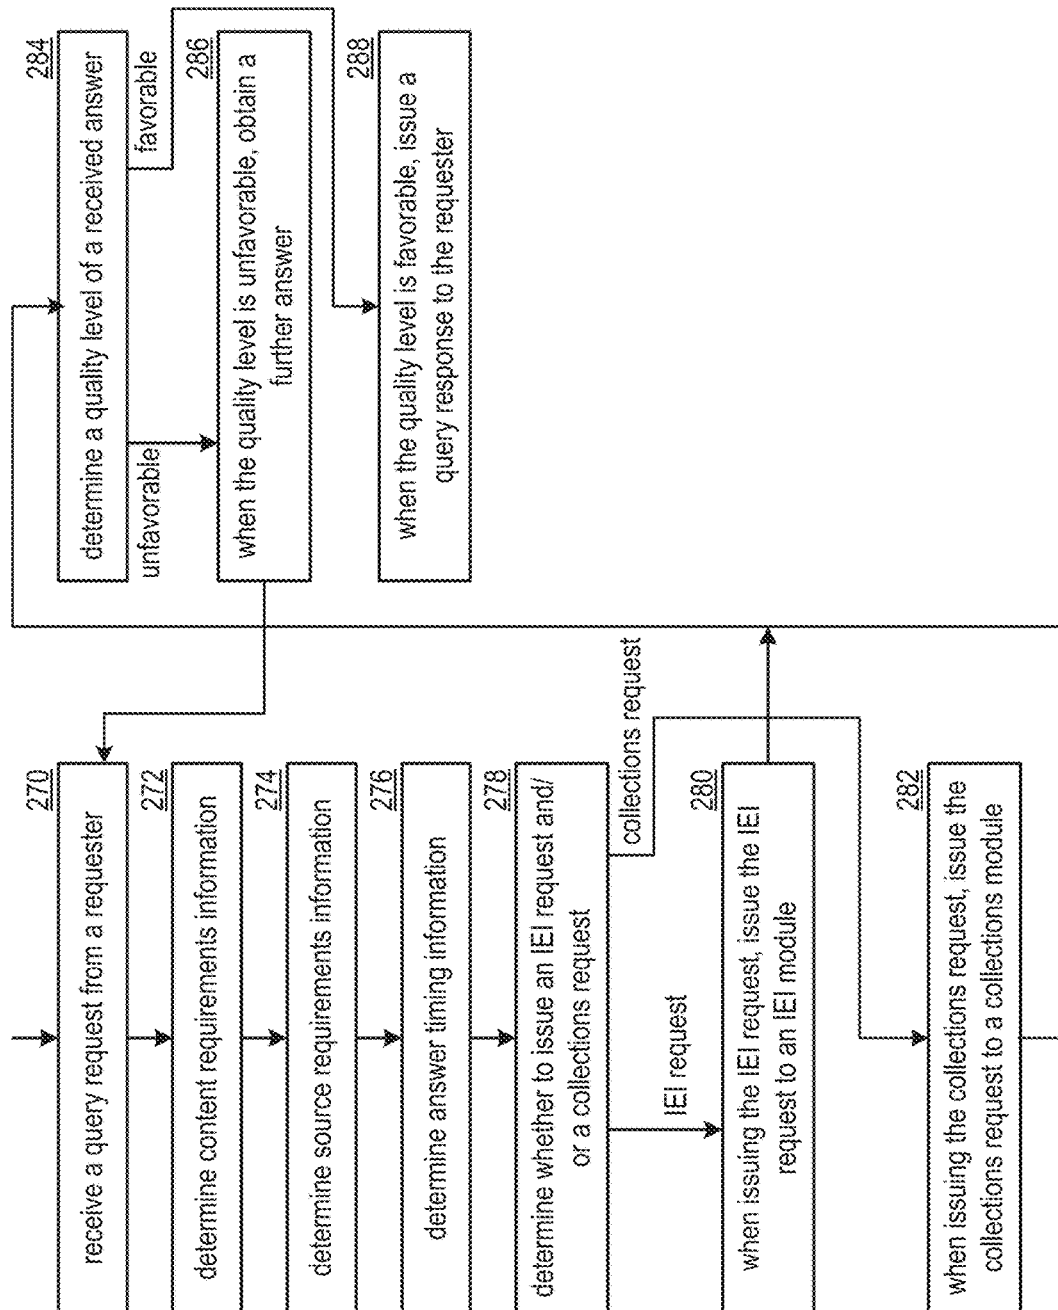 270
receive a query request from a requester
272
determine content requirements information
274
determine source requirements information
276
determine answer timing information
278
determine whether to issue an IEI request and/
or a collections request
IEI request
collections request
280
when issuing the IEI request, issue the IEI
request to an IEI module
282
when issuing the collections request, issue the
collections request to a collections module
284
determine a quality level of a received answer
unfavorable
favorable
286
when the quality level is unfavorable, obtain a
further answer
288
when the quality level is favorable, issue a
query response to the requester